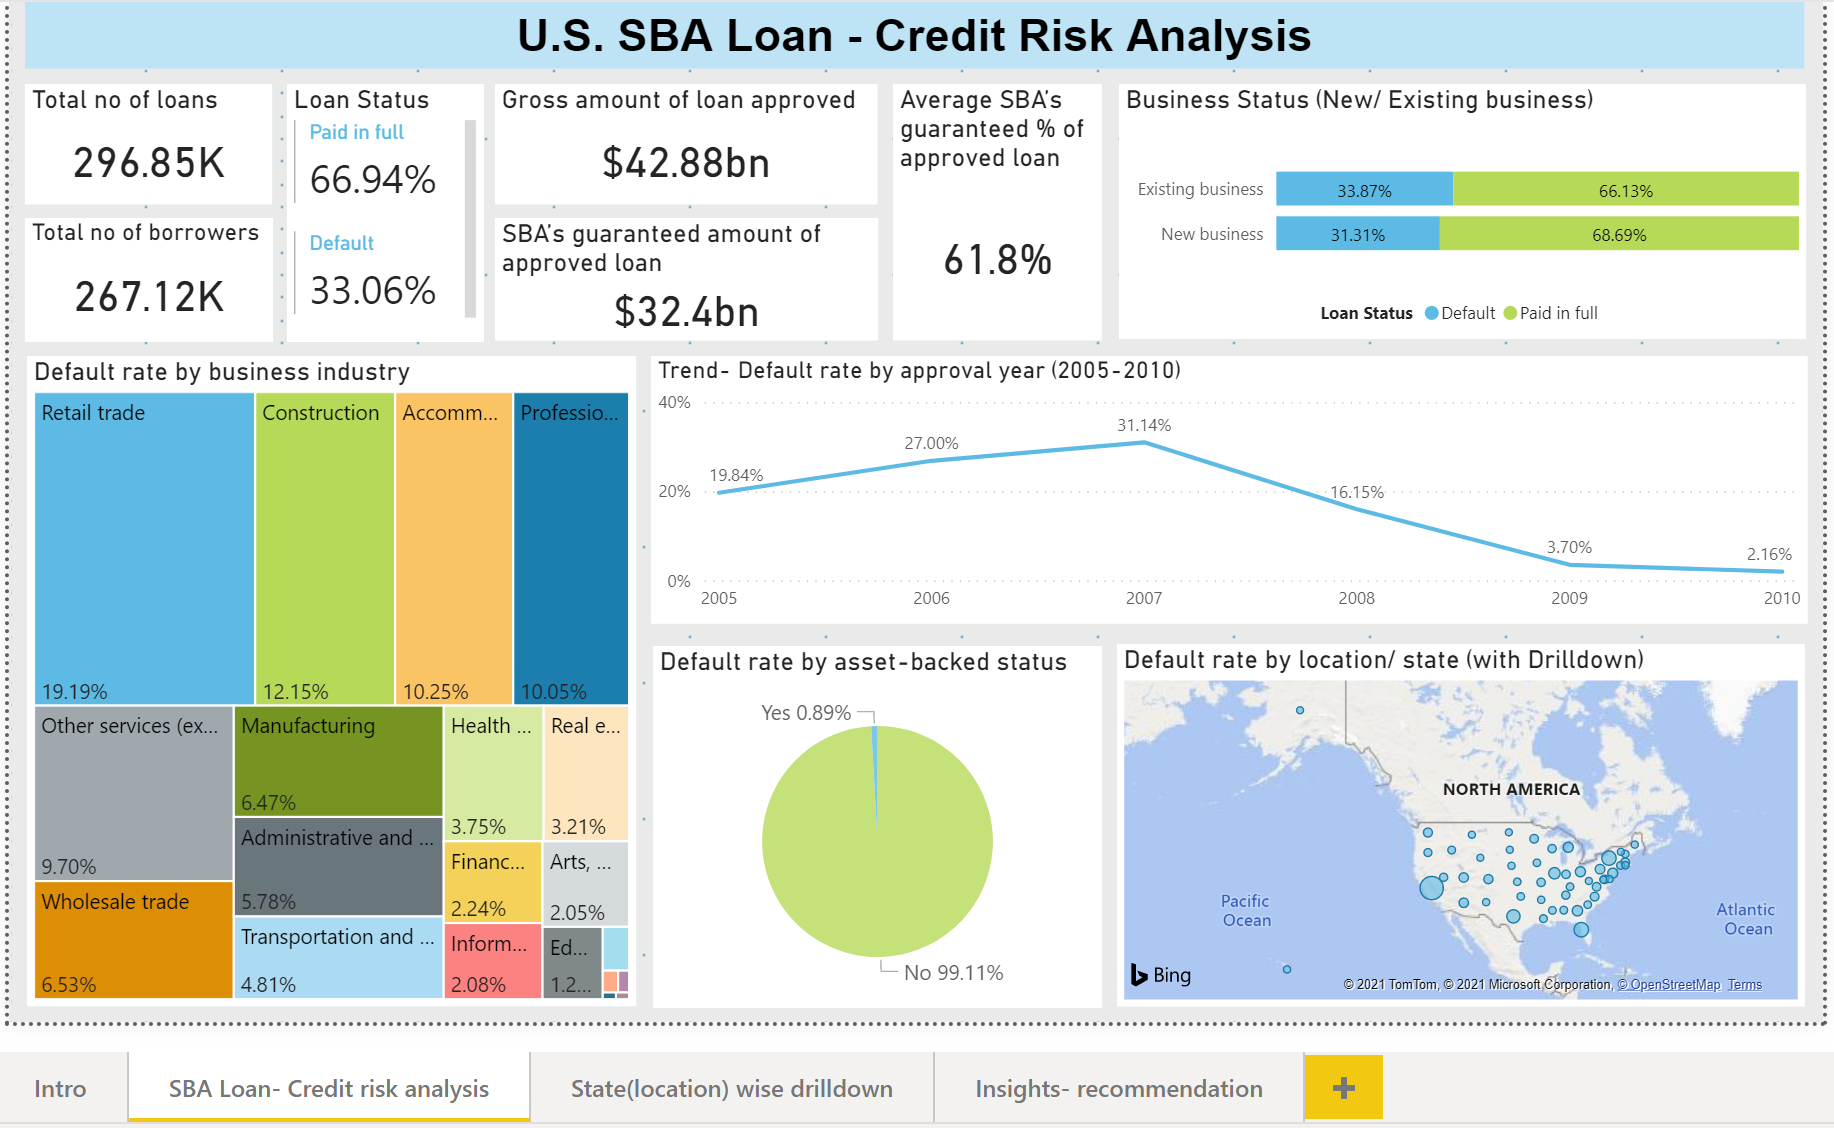 U.S. SBA Loan - Credit Risk Analysis
Total no of loans
296.85K
Total no of borrowers
267.12K
Loan Status
Paid in full
66.94%
Default
33.06%
Gross amount of loan approved
$42.88bn
SBA's guaranteed amount of
approved loan
$32.4bn
Average SBA's
guaranteed % of
approved loan
61.8%
Business Status (New/ Existing business)
Existing business
33.87%
66.13%
New business
31.31%
68.69%
Loan Status
Default
Paid in full
Default rate by business industry
Retail trade
19.19%
Construction
12.15%
Accomm...
10.25%
Professio...
10.05%
Other services (ex...
9.70%
Wholesale trade
6.53%
Manufacturing
6.47%
Administrative and ...
5.78%
Transportation and ...
4.81%
Health ...
3.75%
Real e...
3.21%
Financ...
2.24%
Arts, ...
2.05%
Inform...
2.08%
Ed...
1.2...
Trend- Default rate by approval year (2005-2010)
40%
20%
0%
19.84%
27.00%
31.14%
16.15%
3.70%
2.16%
2005
2006
2007
2008
2009
2010
Default rate by asset-backed status
Yes 0.89%
No 99.11%
Default rate by location/ state (with Drilldown)
NORTH AMERICA
Pacific
Ocean
Atlantic
Ocean
Bing
© 2021 TomTom, © 2021 Microsoft Corporation, © OpenStreetMap Terms
Intro
SBA Loan- Credit risk analysis
State(location) wise drilldown
Insights- recommendation
+